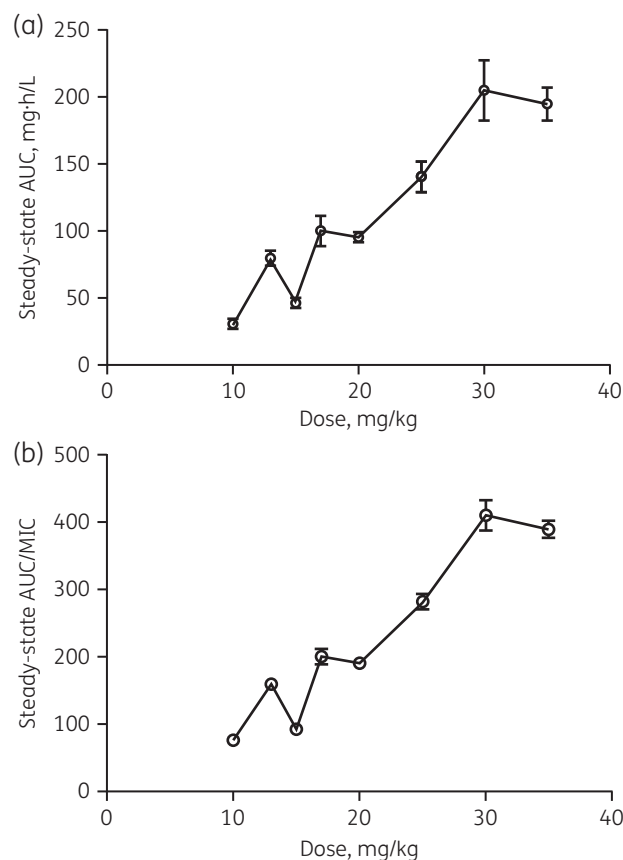 (a)
250
200
150
100
50
0
Steady-state AUC, mg·h/L
0 10 20 30 40
Dose, mg/kg
(b)
500
400
300
200
100
0
Steady-state AUC/MIC
0 10 20 30 40
Dose, mg/kg